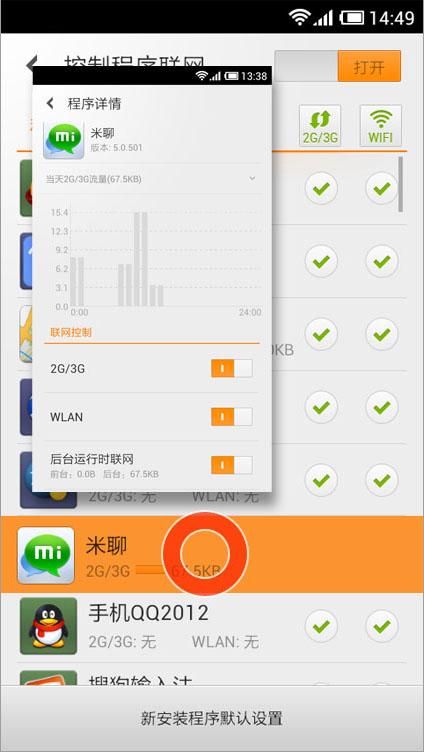 14:49
控制程序联网
打开
2G/3G
WIFI
13:38
程序详情
mi
米聊
版本: 5.0.501
当天2G/3G流量(67.5KB)
15.4
12.3
9.2
6.2
3.1
0.0
0:00
24:00
联网控制
2G/3G
WLAN
后台运行时联网
前台: 0.0B 后台: 67.5KB
0KB
2G/3G: 无 WLAN: 无
mi
米聊
2G/3G 67.5KB
手机QQ2012
2G/3G: 无 WLAN: 无
搜狗输入法
新安装程序默认设置